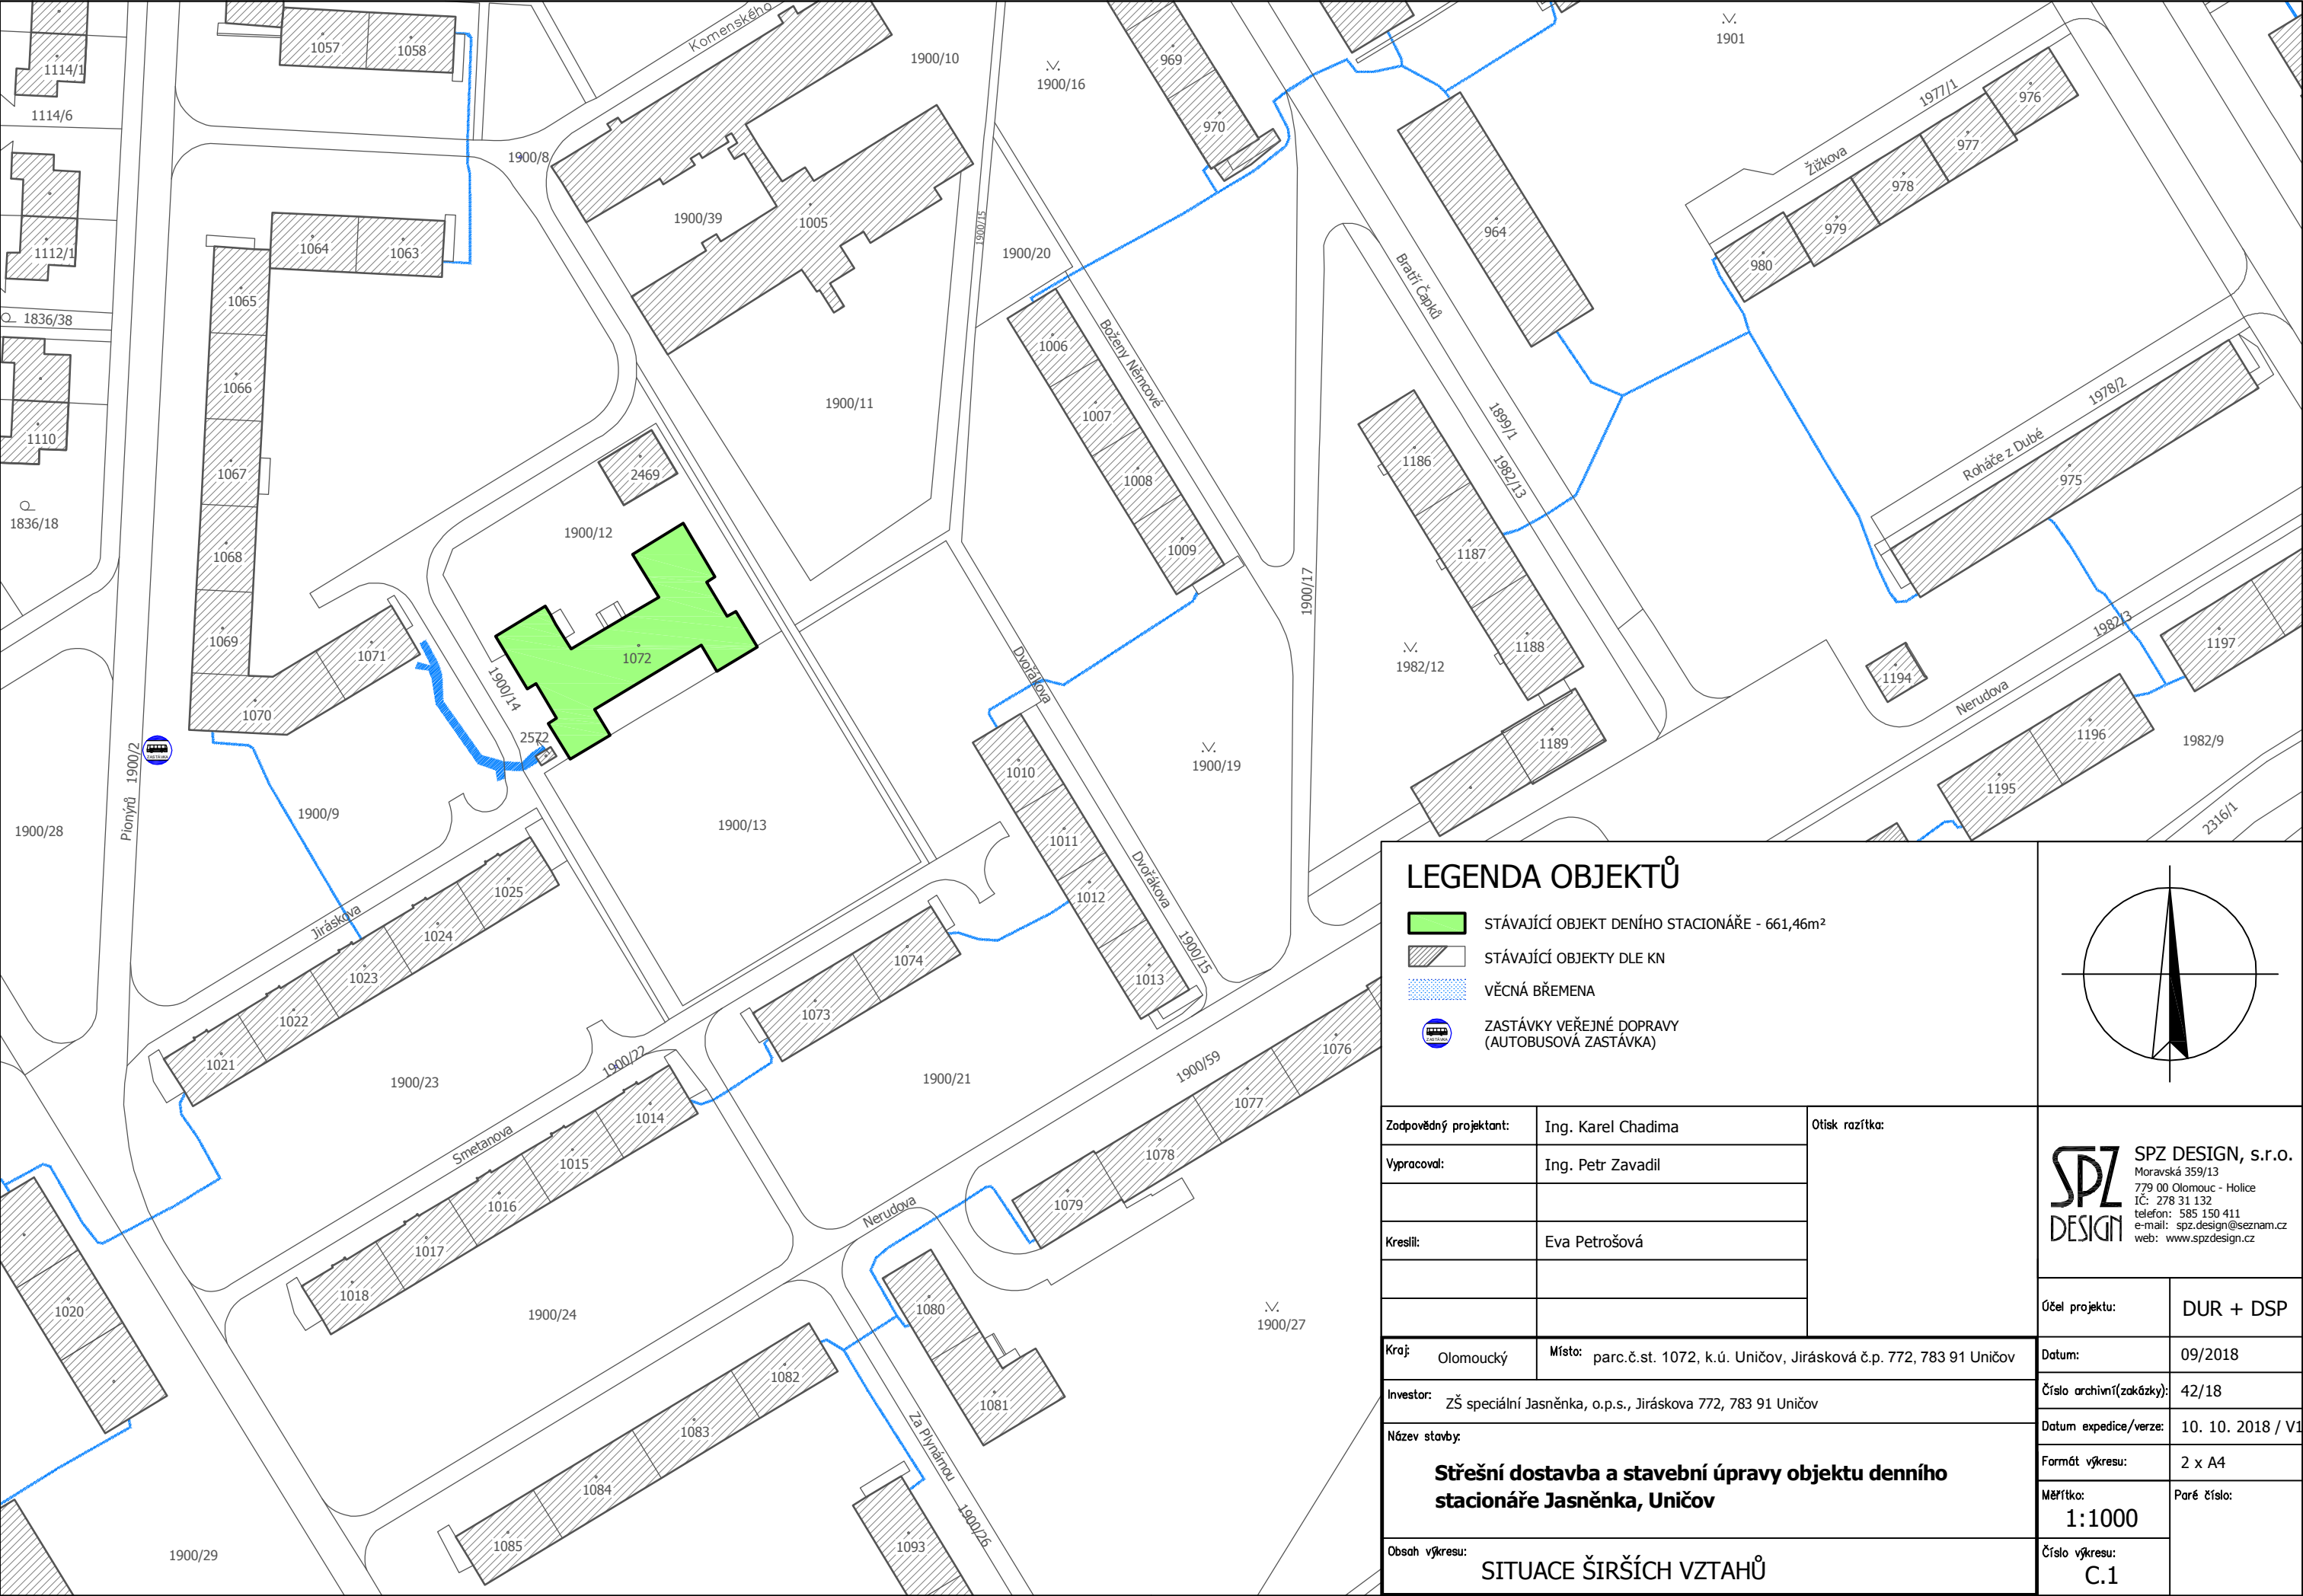 1057
1058
Komenského
1900/10
1900/16
969
1901
1977/1
976
1114/1
1114/6
970
977
Žižkova
1900/8
978
1900/39
1005
1900/15
964
979
1112/1
1064
1063
1900/20
980
1065
Bratří Čapků
1836/38
1006
Boženy Němcové
1066
1900/11
1978/2
1007
1899/1
1110
Roháče z Dubé
1067
2469
1008
1186
1982/13
975
1836/18
1900/12
1068
1009
1187
1900/17
1069
1071
1072
1188
1982/12
1982/3
1197
1194
1900/14
Dvořákova
Nerudova
1070
2572
1196
1189
1982/9
ZASTÁVKA
1900/2
Pionýrů
1900/19
1010
1195
1900/9
1900/28
1900/13
1011
2316/1
1025
Dvořákova
1012
Jiráskova
1024
1074
1900/15
1023
1013
1022
1073
1076
1021
1900/22
1900/59
1900/23
1900/21
1077
1014
Smetanova
1015
1078
1016
1079
Nerudova
1017
1018
1020
1080
1900/24
1900/27
1082
1081
1083
Za Plynárnou
1084
1900/26
1085
1093
1900/29
LEGENDA OBJEKTŮ
STÁVAJÍCÍ OBJEKT DENÍHO STACIONÁŘE - 661,46m²
STÁVAJÍCÍ OBJEKTY DLE KN
VĚCNÁ BŘEMENA
ZASTÁVKA
ZASTÁVKY VEŘEJNÉ DOPRAVY
(AUTOBUSOVÁ ZASTÁVKA)
Zodpovědný projektant:
Ing. Karel Chadima
Otisk razítka:
Vypracoval:
Ing. Petr Zavadil
Kreslil:
Eva Petrošová
SPZ
DESIGN
SPZ DESIGN, s.r.o.
Moravská 359/13
779 00 Olomouc - Holice
IČ: 278 31 132
telefon: 585 150 411
e-mail: spz.design@seznam.cz
web: www.spzdesign.cz
Účel projektu:
DUR + DSP
Kraj:
Olomoucký
Místo:
parc.č.st. 1072, k.ú. Uničov, Jirásková č.p. 772, 783 91 Uničov
Datum:
09/2018
Investor:
ZŠ speciální Jasněnka, o.p.s., Jiráskova 772, 783 91 Uničov
Číslo archivní(zakázky):
42/18
Datum expedice/verze:
10. 10. 2018 / V1
Název stavby:
Střešní dostavba a stavební úpravy objektu denního
stacionáře Jasněnka, Uničov
Formát výkresu:
2 x A4
Měřítko:
1:1000
Paré číslo:
Obsah výkresu:
SITUACE ŠIRŠÍCH VZTAHŮ
Číslo výkresu:
C.1